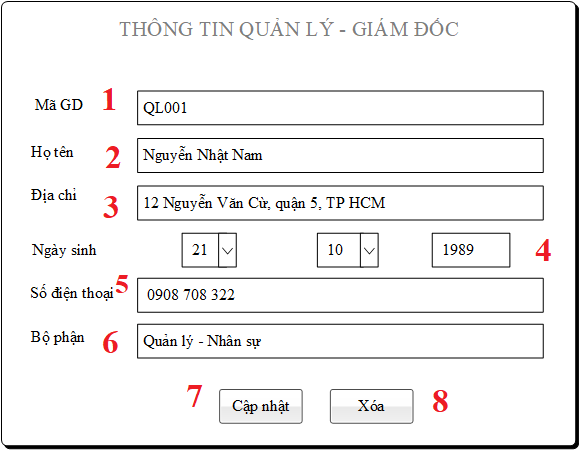 THÔNG TIN QUẢN LÝ - GIÁM ĐỐC
Mã GD 1 QL001
Họ tên 2 Nguyễn Nhật Nam
Địa chỉ 3 12 Nguyễn Văn Cừ, quận 5, TP HCM
Ngày sinh 21 10 1989 4
Số điện thoại 5 0908 708 322
Bộ phận 6 Quản lý - Nhân sự
7 Cập nhật Xóa 8